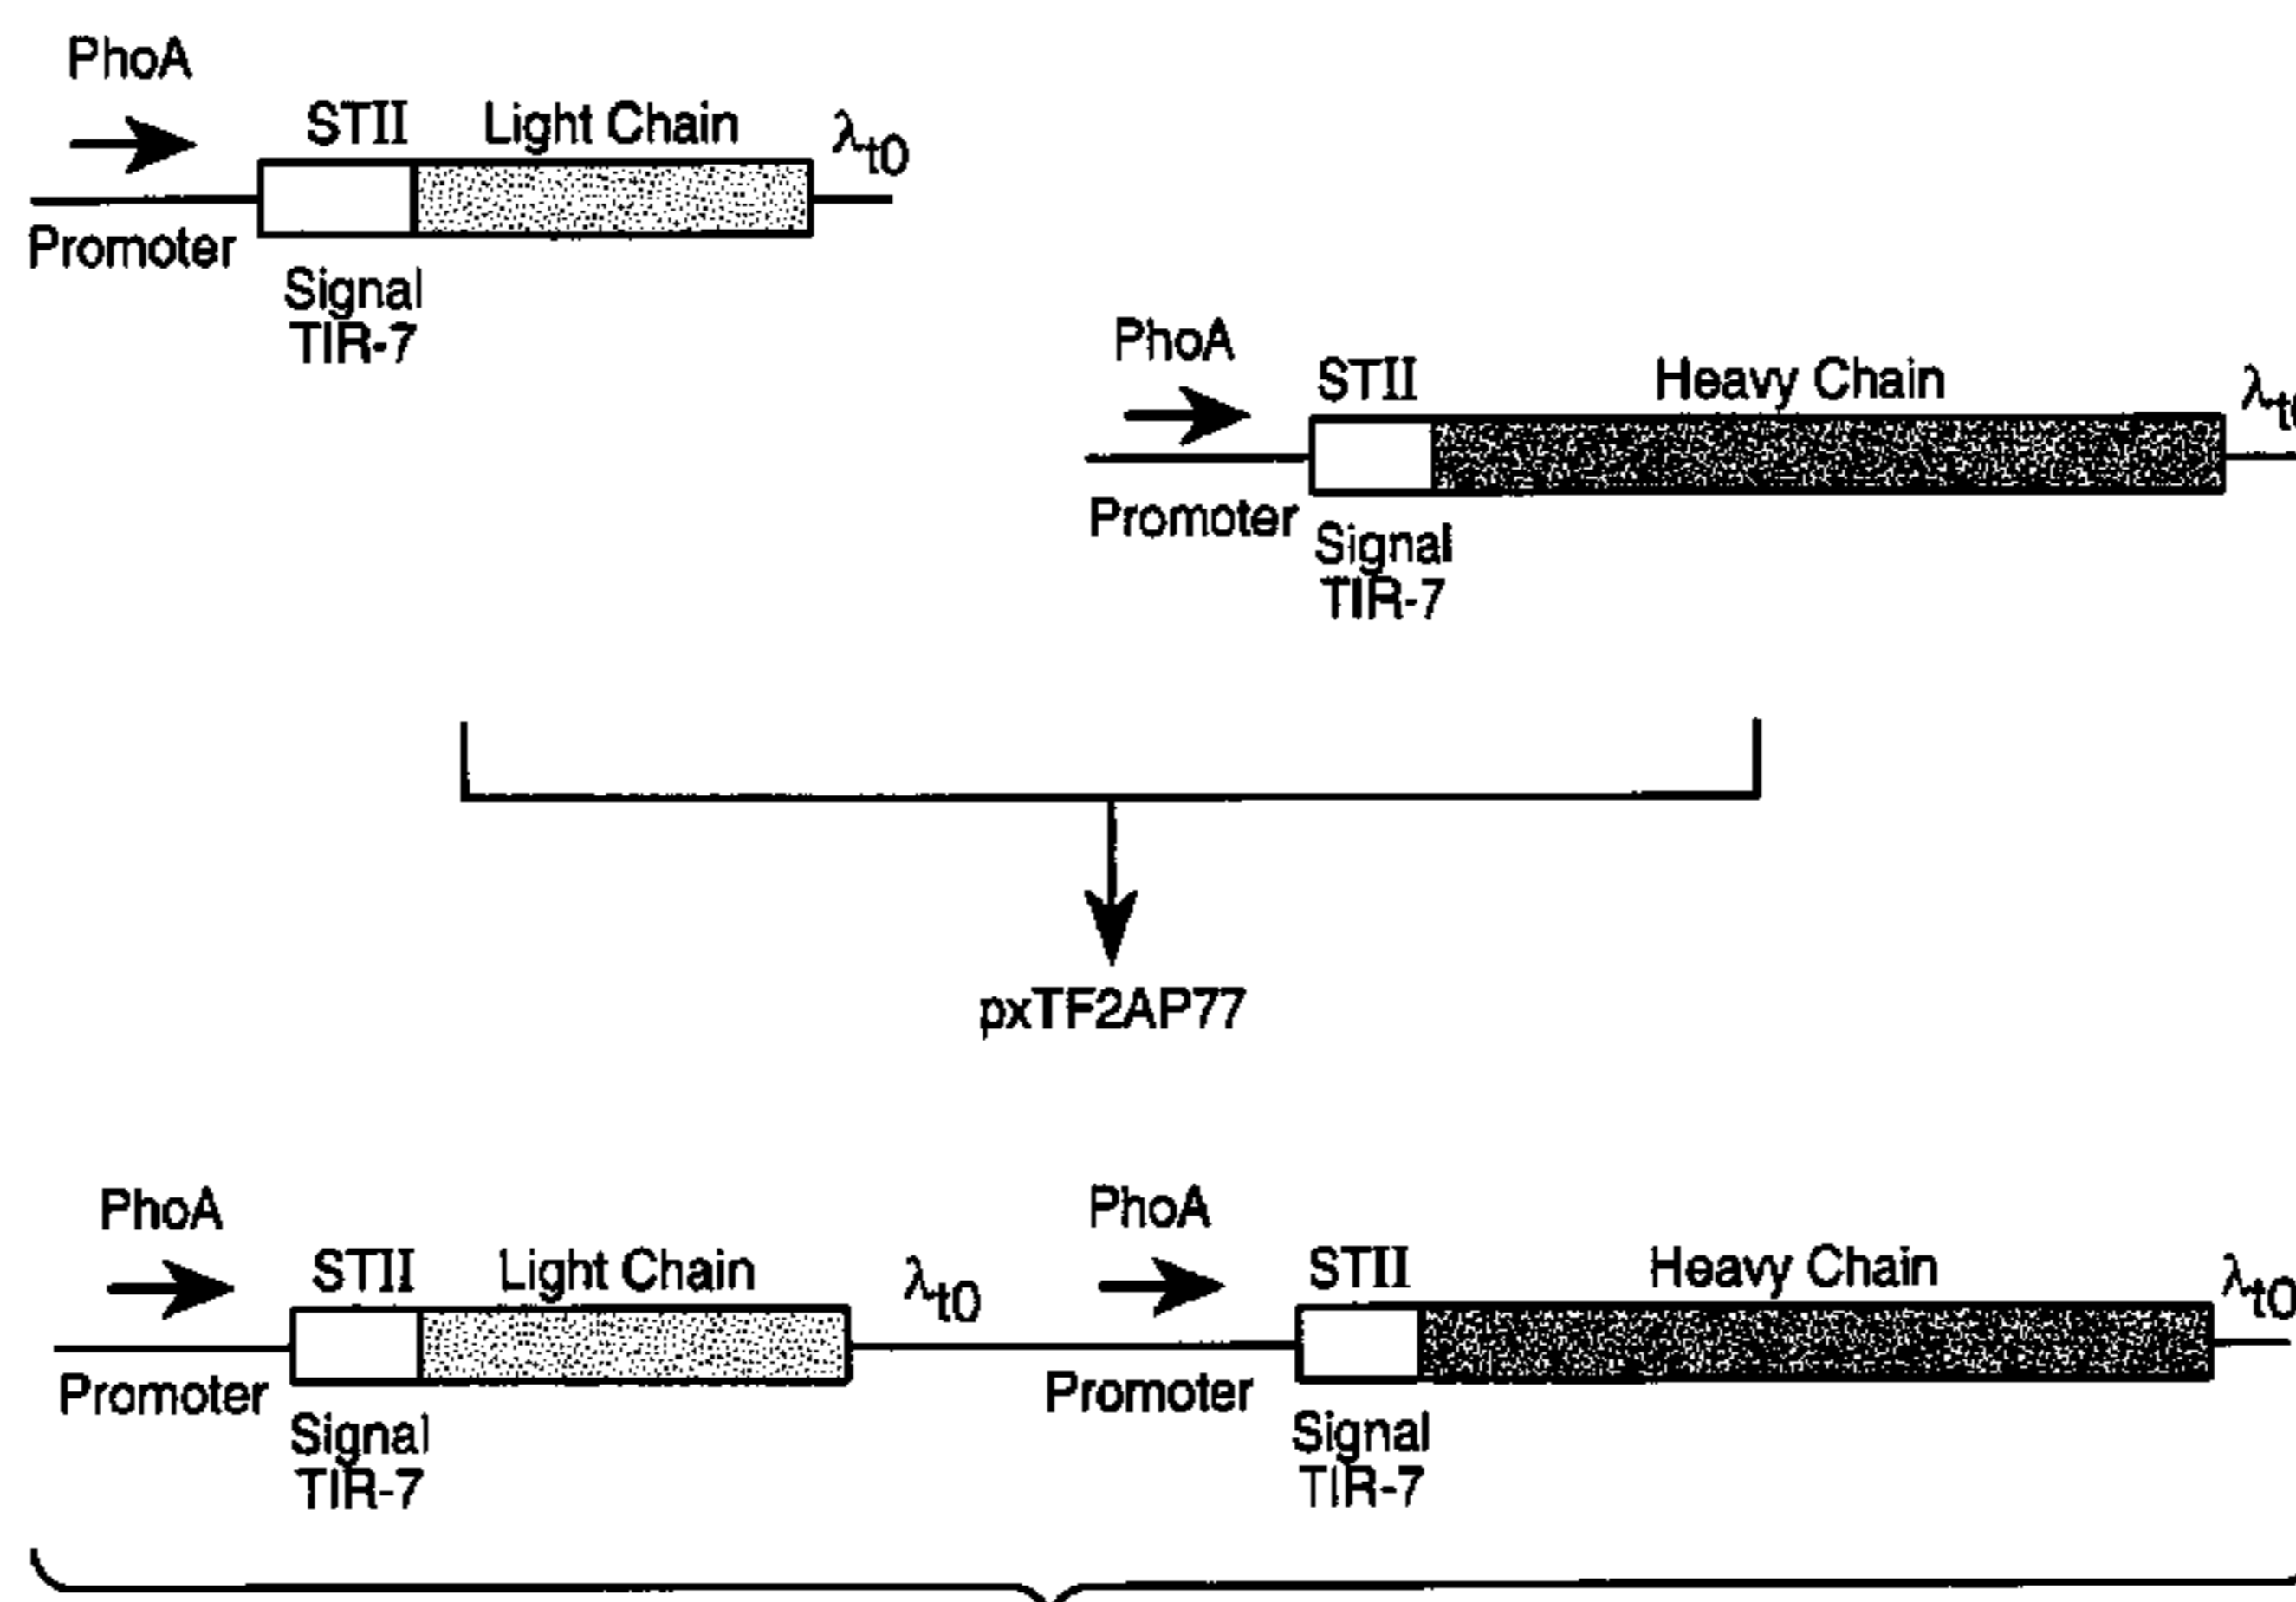 PhoA
STII Light Chain λt0
Promoter
Signal
TIR-7
PhoA
STII Heavy Chain λt0
Promoter
Signal
TIR-7
pxTF2AP77
PhoA PhoA
STII Light Chain λt0 STII Heavy Chain λt0
Promoter Promoter
Signal Signal
TIR-7 TIR-7